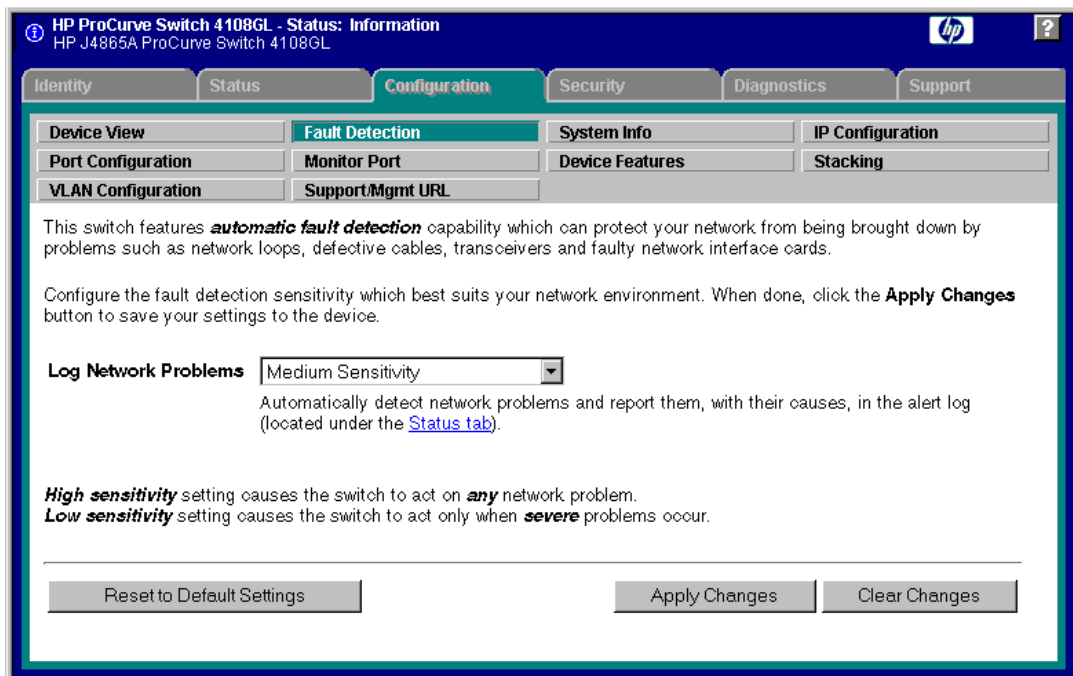 HP ProCurve Switch 4108GL - Status: Information
HP J4865A ProCurve Switch 4108GL
hp
?
Identity
Status
Configuration
Security
Diagnostics
Support
Device View
Fault Detection
System Info
IP Configuration
Port Configuration
Monitor Port
Device Features
Stacking
VLAN Configuration
Support/Mgmt URL
This switch features automatic fault detection capability which can protect your network from being brought down by
problems such as network loops, defective cables, transceivers and faulty network interface cards.
Configure the fault detection sensitivity which best suits your network environment. When done, click the Apply Changes
button to save your settings to the device.
Log Network Problems
Medium Sensitivity
Automatically detect network problems and report them, with their causes, in the alert log
(located under the Status tab).
High sensitivity setting causes the switch to act on any network problem.
Low sensitivity setting causes the switch to act only when severe problems occur.
Reset to Default Settings
Apply Changes
Clear Changes